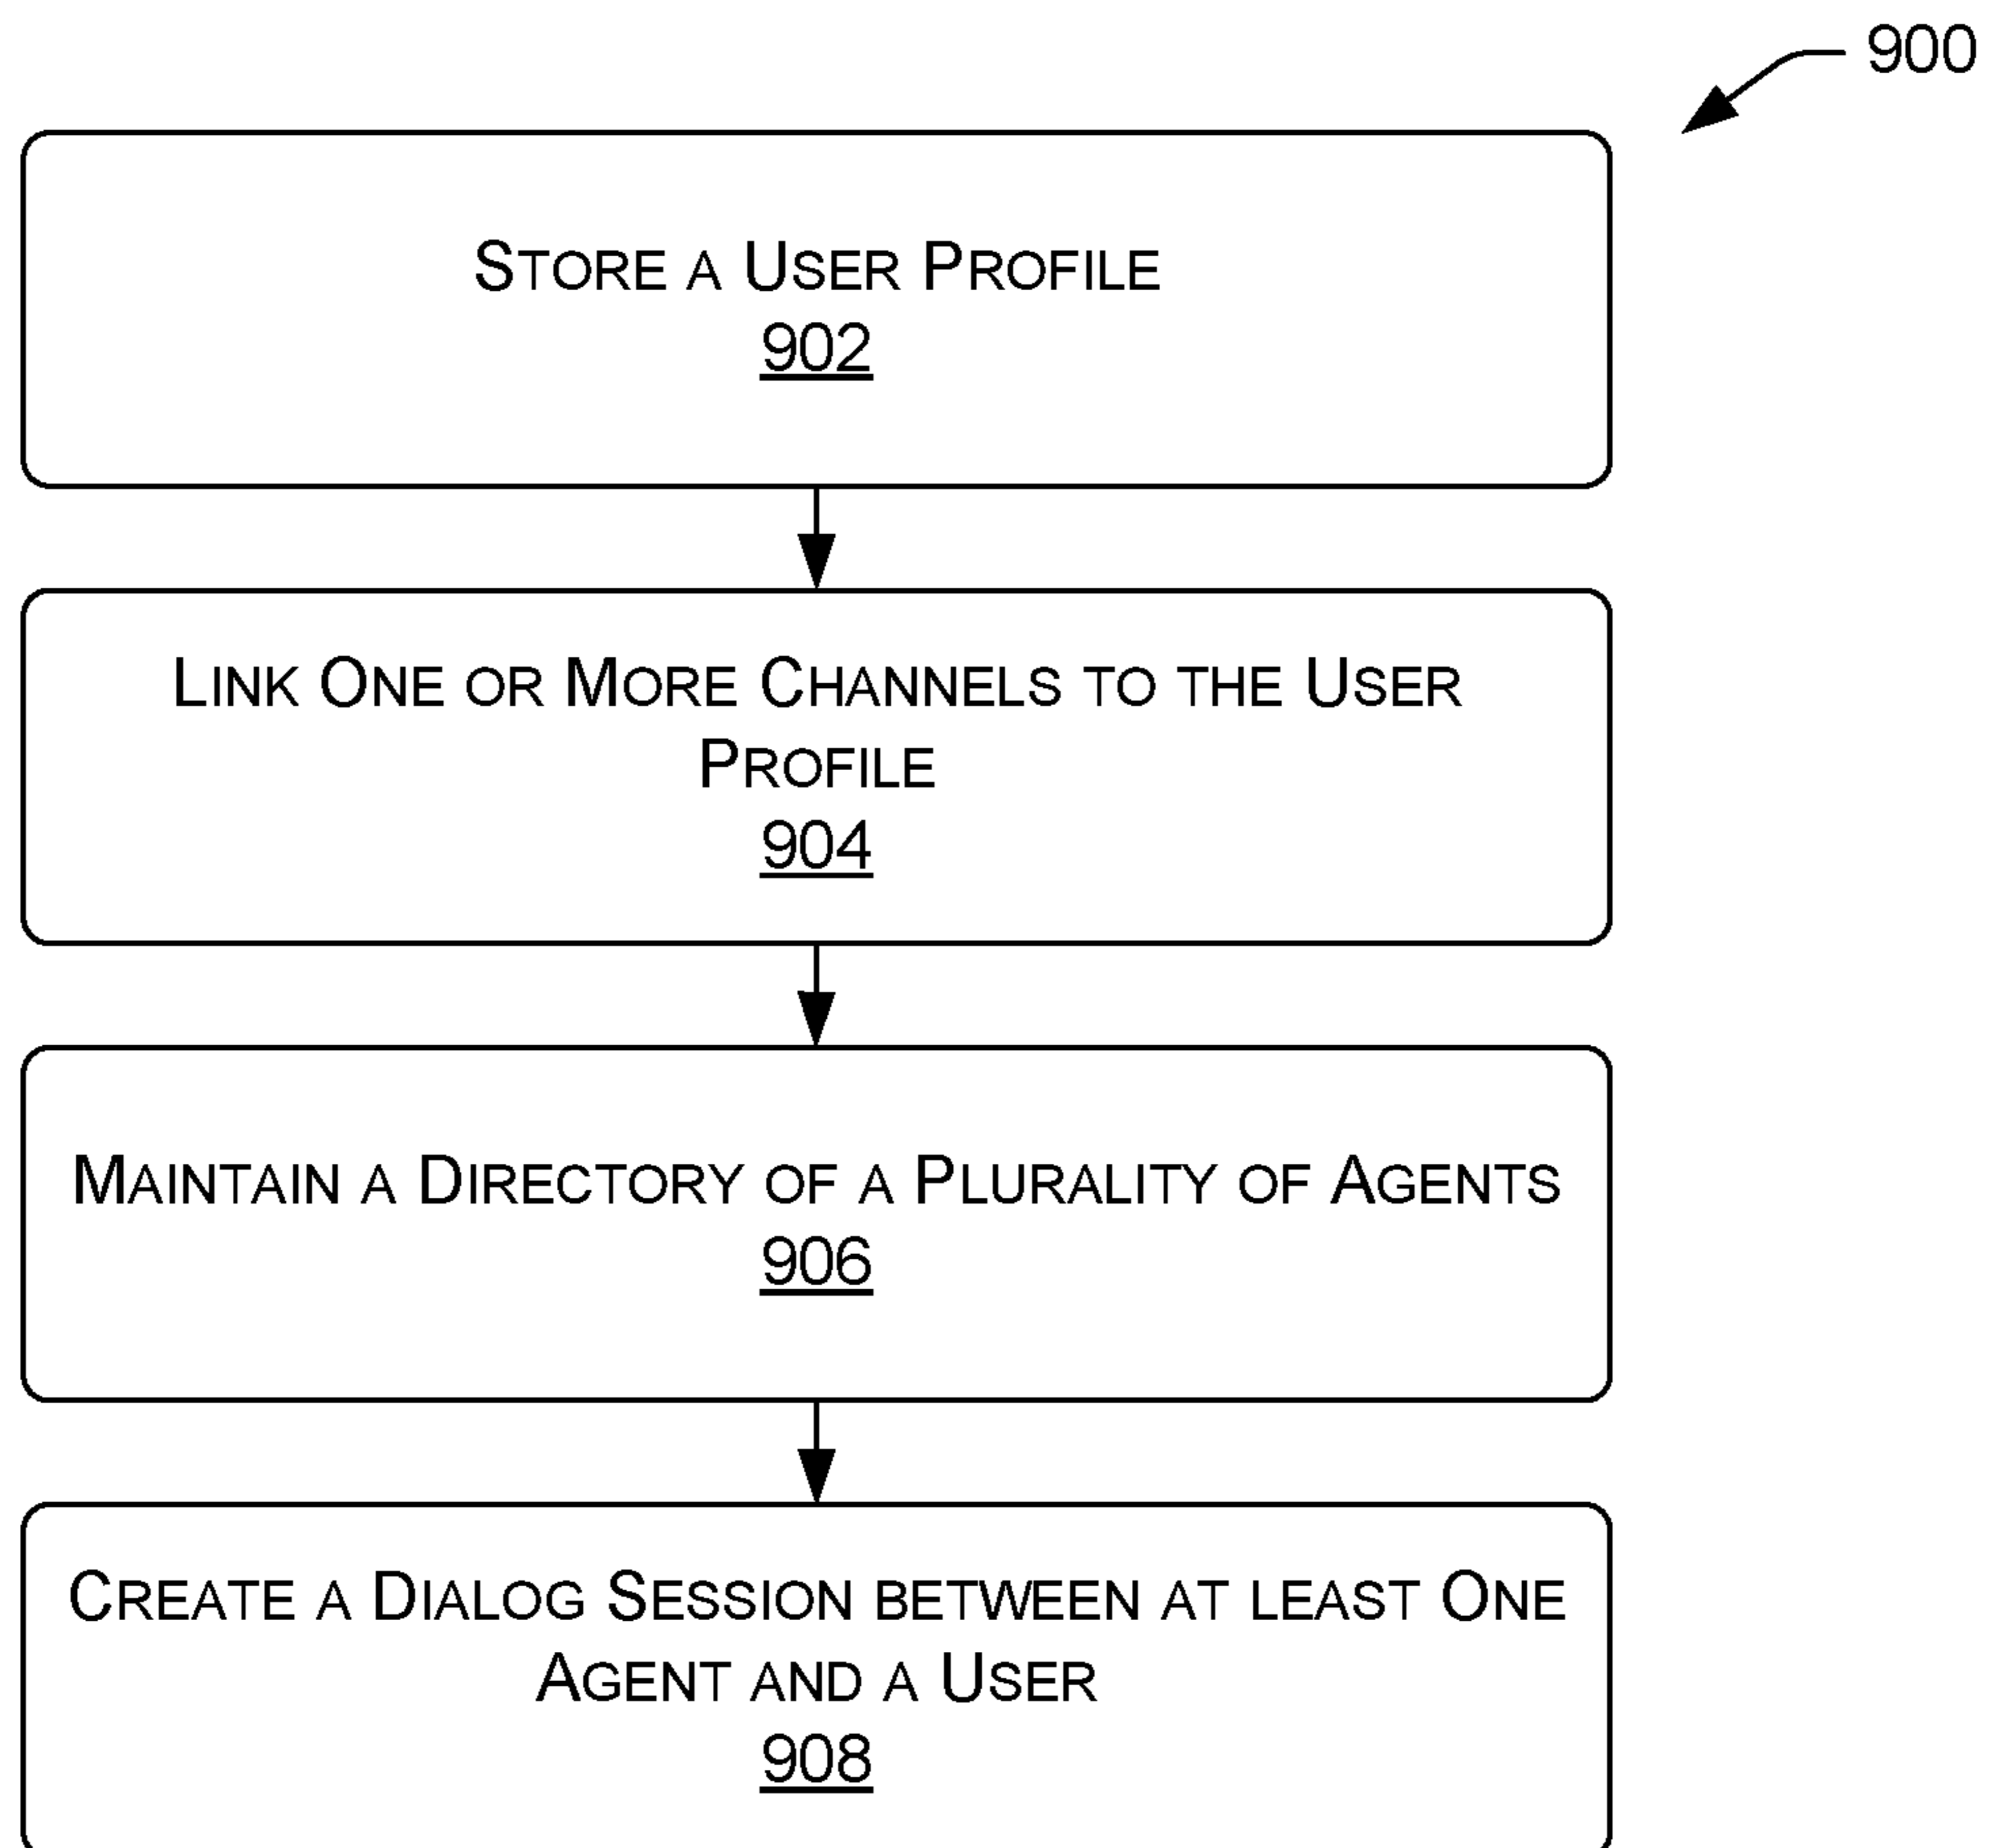 900
Store a User Profile
902
Link One or More Channels to the User
Profile
904
Maintain a Directory of a Plurality of Agents
906
Create a Dialog Session between at least One
Agent and a User
908